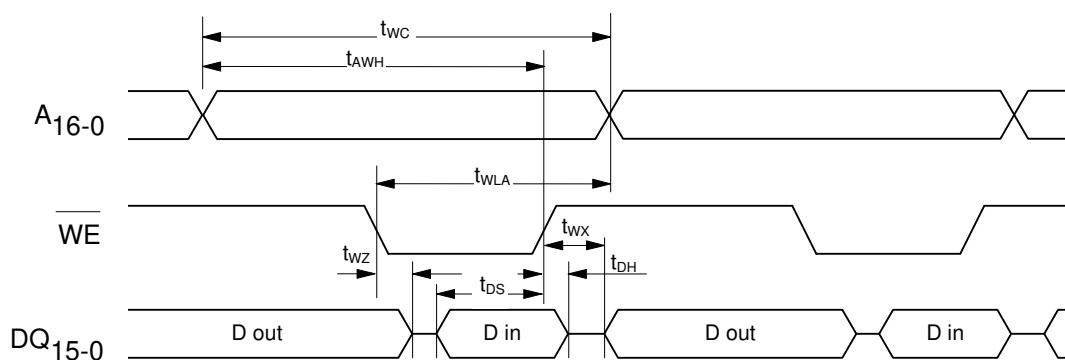 tWC
tAWH
A16-0
tWLA
WE
tWX
tWZ
tDH
tDS
DQ15-0
D out
D in
D out
D in